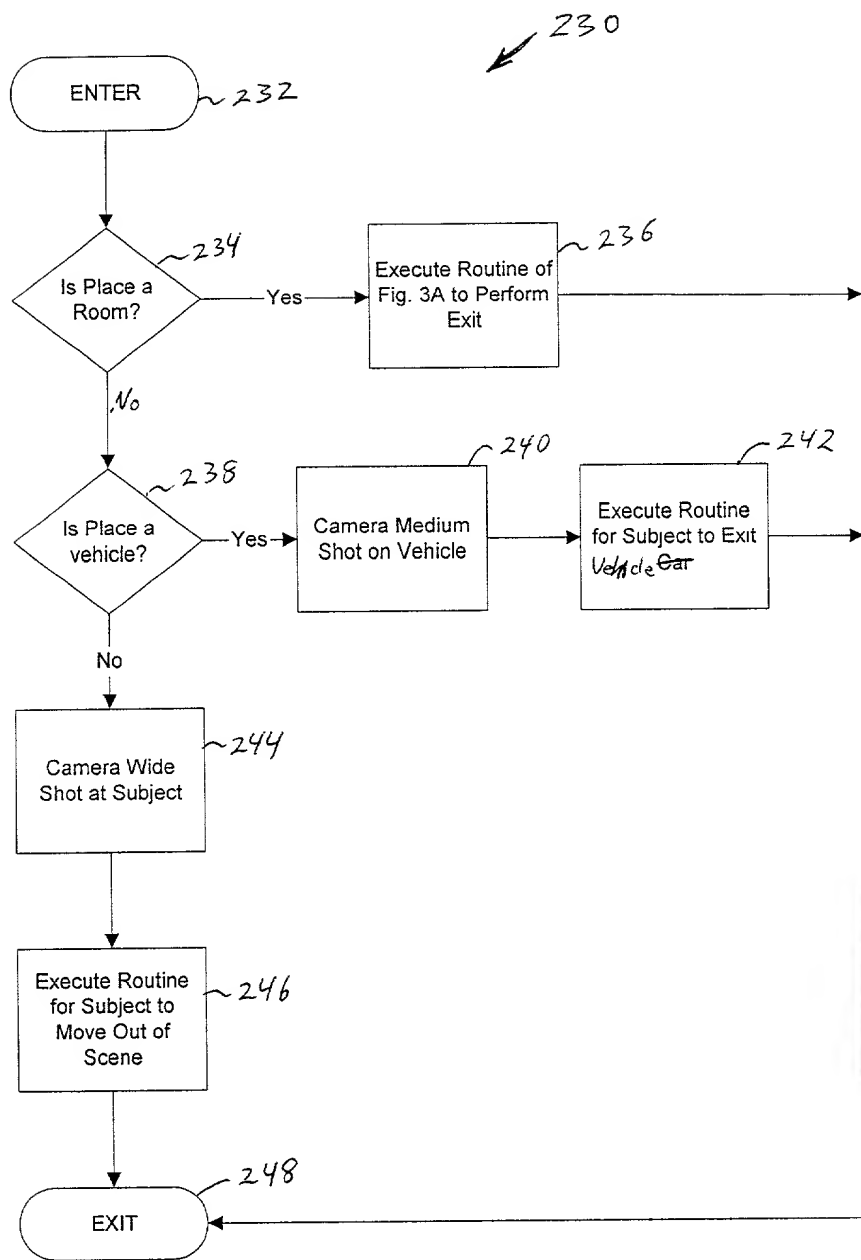 230
ENTER
232
234
Is Place a
Room?
Yes
236
Execute Routine of
Fig. 3A to Perform
Exit
No
238
Is Place a
vehicle?
Yes
240
Camera Medium
Shot on Vehicle
242
Execute Routine
for Subject to Exit
Vehicle Car
No
244
Camera Wide
Shot at Subject
246
Execute Routine
for Subject to
Move Out of
Scene
248
EXIT